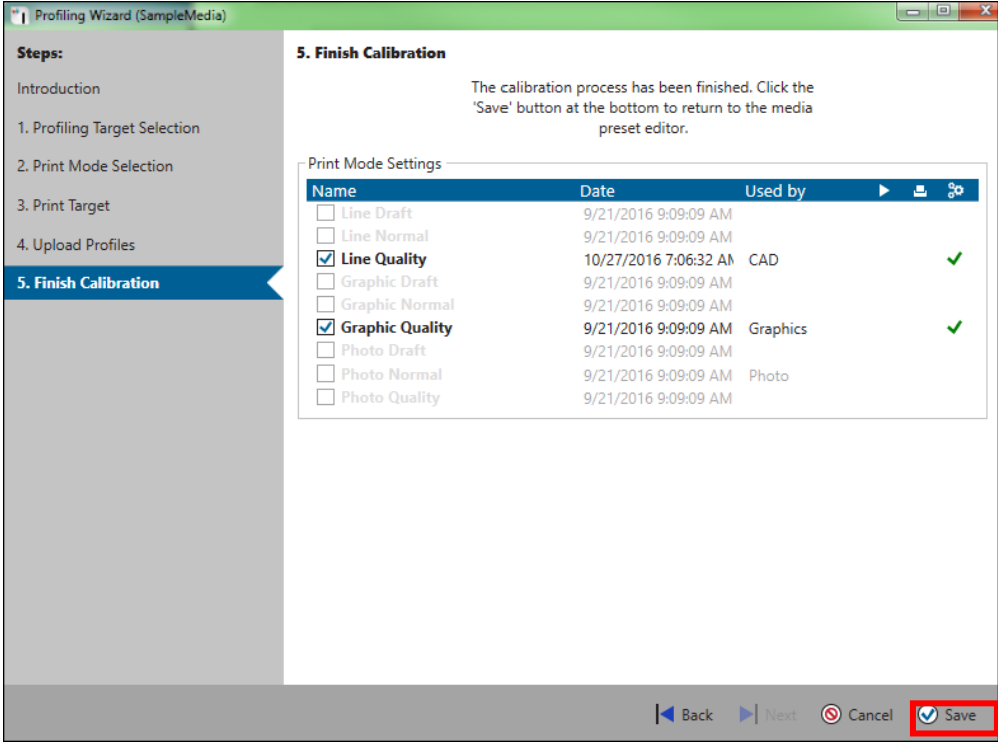 Profiling Wizard (SampleMedia)
Steps:
Introduction
1. Profiling Target Selection
2. Print Mode Selection
3. Print Target
4. Upload Profiles
5. Finish Calibration
5. Finish Calibration
The calibration process has been finished. Click the
'Save' button at the bottom to return to the media
preset editor.
Print Mode Settings
Name Date Used by
Line Draft 9/21/2016 9:09:09 AM
Line Normal 9/21/2016 9:09:09 AM
Line Quality 10/27/2016 7:06:32 AM CAD
Graphic Draft 9/21/2016 9:09:09 AM
Graphic Normal 9/21/2016 9:09:09 AM
Graphic Quality 9/21/2016 9:09:09 AM Graphics
Photo Draft 9/21/2016 9:09:09 AM
Photo Normal 9/21/2016 9:09:09 AM Photo
Photo Quality 9/21/2016 9:09:09 AM
Back Next Cancel Save